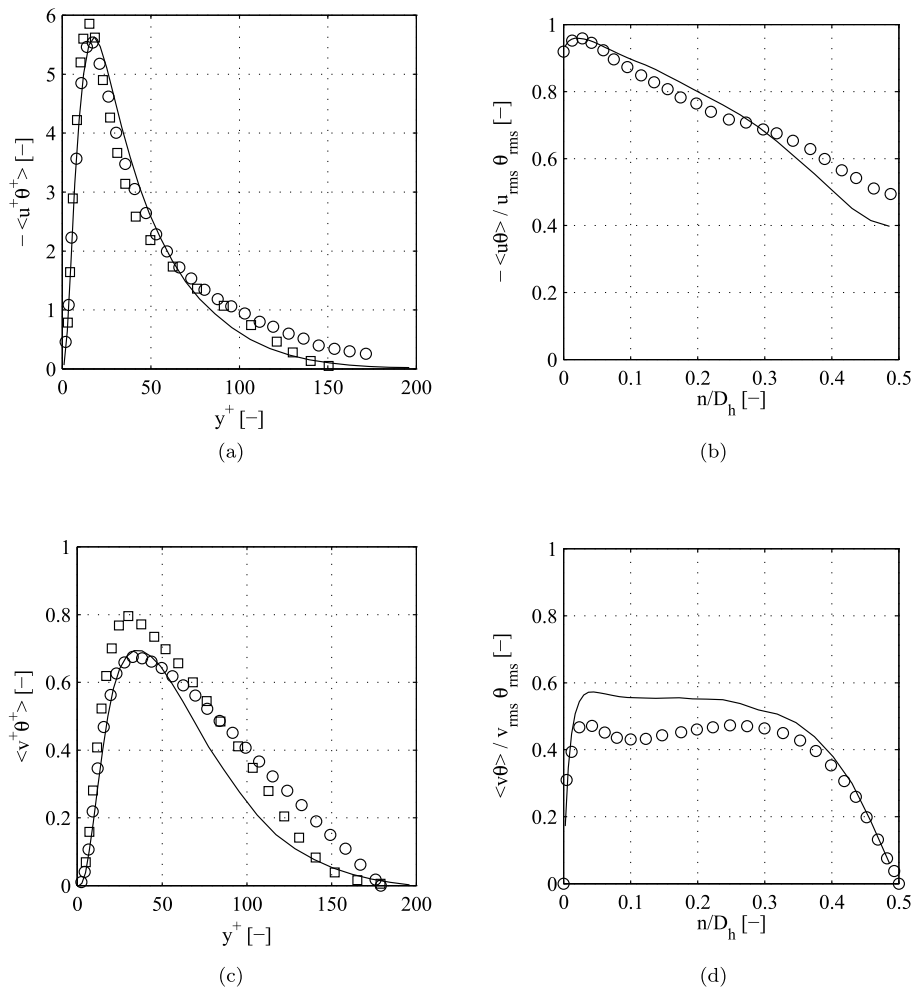 6
5
4
3
2
1
0
− <u⁺θ⁺> [−]
0 50 100 150 200
y⁺ [−]
(a)
1
0.8
0.6
0.4
0.2
0
− <uθ> / u_rms θ_rms [−]
0 0.1 0.2 0.3 0.4 0.5
n/D_h [−]
(b)
1
0.8
0.6
0.4
0.2
0
<v⁺θ⁺> [−]
0 50 100 150 200
y⁺ [−]
(c)
1
0.8
0.6
0.4
0.2
0
<vθ> / v_rms θ_rms [−]
0 0.1 0.2 0.3 0.4 0.5
n/D_h [−]
(d)